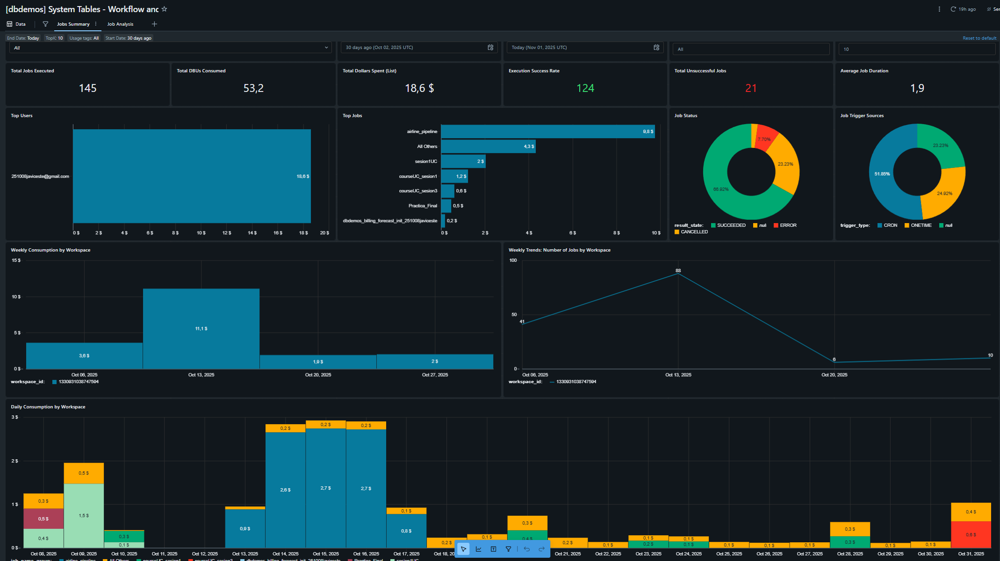 [dbdemos] System Tables - Workflow anc
19h ago
Ser
Data
Jobs Summary
Job Analysis
End Date: Today
TopK: 10
Usage tags: All
Start Date: 30 days ago
Reset to default
All
30 days ago (Oct 02, 2025 UTC)
Today (Nov 01, 2025 UTC)
All
10
Total Jobs Executed
145
Total DBUs Consumed
53,2
Total Dollars Spent (List)
18,6 $
Execution Success Rate
124
Total Unsuccessful Jobs
21
Average Job Duration
1,9
Top Users
251008javiceste@gmail.com
18,6 $
0 $ 2 $ 4 $ 6 $ 8 $ 10 $ 12 $ 14 $ 16 $ 18 $ 20 $
Top Jobs
airline_pipeline 9,8 $
All Others 4,3 $
sesion1UC 2 $
courseUC_sesion1 1,2 $
courseUC_sesion3 0,6 $
Practica_Final 0,5 $
dbdemos_billing_forecast_init_251008javiceste 0,2 $
0 $ 2 $ 4 $ 6 $ 8 $ 10 $
Job Status
7.70%
23.23%
66.92%
result_state: SUCCEEDED null ERROR
CANCELLED
Job Trigger Sources
23.23%
51.85%
24.92%
trigger_type: CRON ONETIME null
Weekly Consumption by Workspace
15 $
10 $
5 $
0 $
3,6 $
11,1 $
1,9 $
2 $
Oct 06, 2025 Oct 13, 2025 Oct 20, 2025 Oct 27, 2025
workspace_id: 1330931038747594
Weekly Trends: Number of Jobs by Workspace
100
50
0
41
88
6
10
Oct 06, 2025 Oct 13, 2025 Oct 20, 2025
workspace_id: 1330931038747594
Daily Consumption by Workspace
3 $
2 $
1 $
0 $
0,3 $
0,5 $
0,4 $
0,5 $
1,5 $
0,3 $
0,1 $
0,9 $
0,2 $
2,6 $
0,2 $
2,7 $
0,2 $
2,7 $
0,1 $
0,8 $
0,2 $
0,1 $
0,3 $
0,4 $
0,2 $
0,1 $
0,1 $
0,2 $
0,1 $
0,1 $
0,1 $
0,1 $
0,1 $
0,3 $
0,3 $
0,1 $
0,1 $
0,4 $
0,6 $
Oct 08, 2025 Oct 09, 2025 Oct 10, 2025 Oct 11, 2025 Oct 12, 2025 Oct 13, 2025 Oct 14, 2025 Oct 15, 2025 Oct 16, 2025 Oct 17, 2025 Oct 18, 20 Oct 21, 2025 Oct 22, 2025 Oct 23, 2025 Oct 24, 2025 Oct 25, 2025 Oct 26, 2025 Oct 27, 2025 Oct 28, 2025 Oct 29, 2025 Oct 30, 2025 Oct 31, 2025
job_name_group: airline_pipeline All Others courseUC_sesion1 courseUC_sesion3 dbdemos_billing_forecast_init_251008javiceste Practica_Final sesion1UC